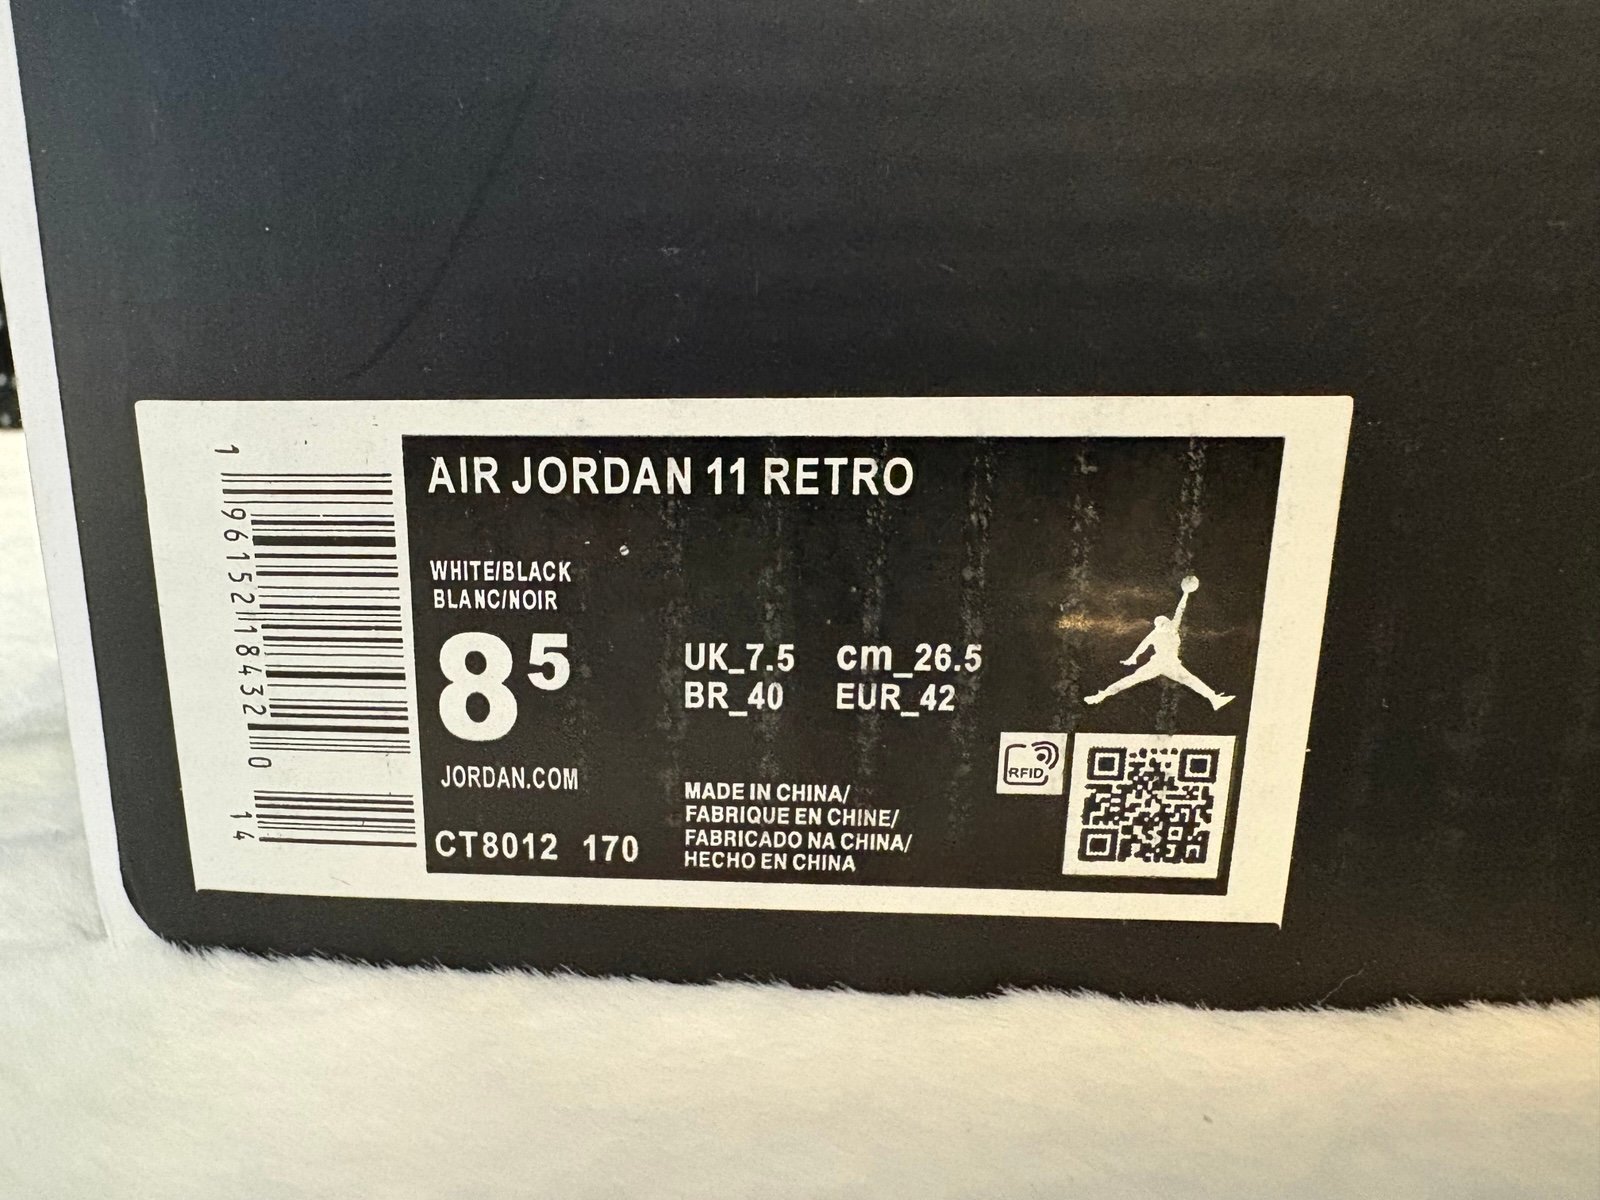 AIR JORDAN 11 RETRO
WHITE/BLACK
BLANC/NOIR
8 5
UK_7.5 cm_26.5
BR_40 EUR_42
JORDAN.COM
CT8012 170
MADE IN CHINA/
FABRIQUE EN CHINE/
FABRICADO NA CHINA/
HECHO EN CHINA
RFID
1 96152 18432 0 14